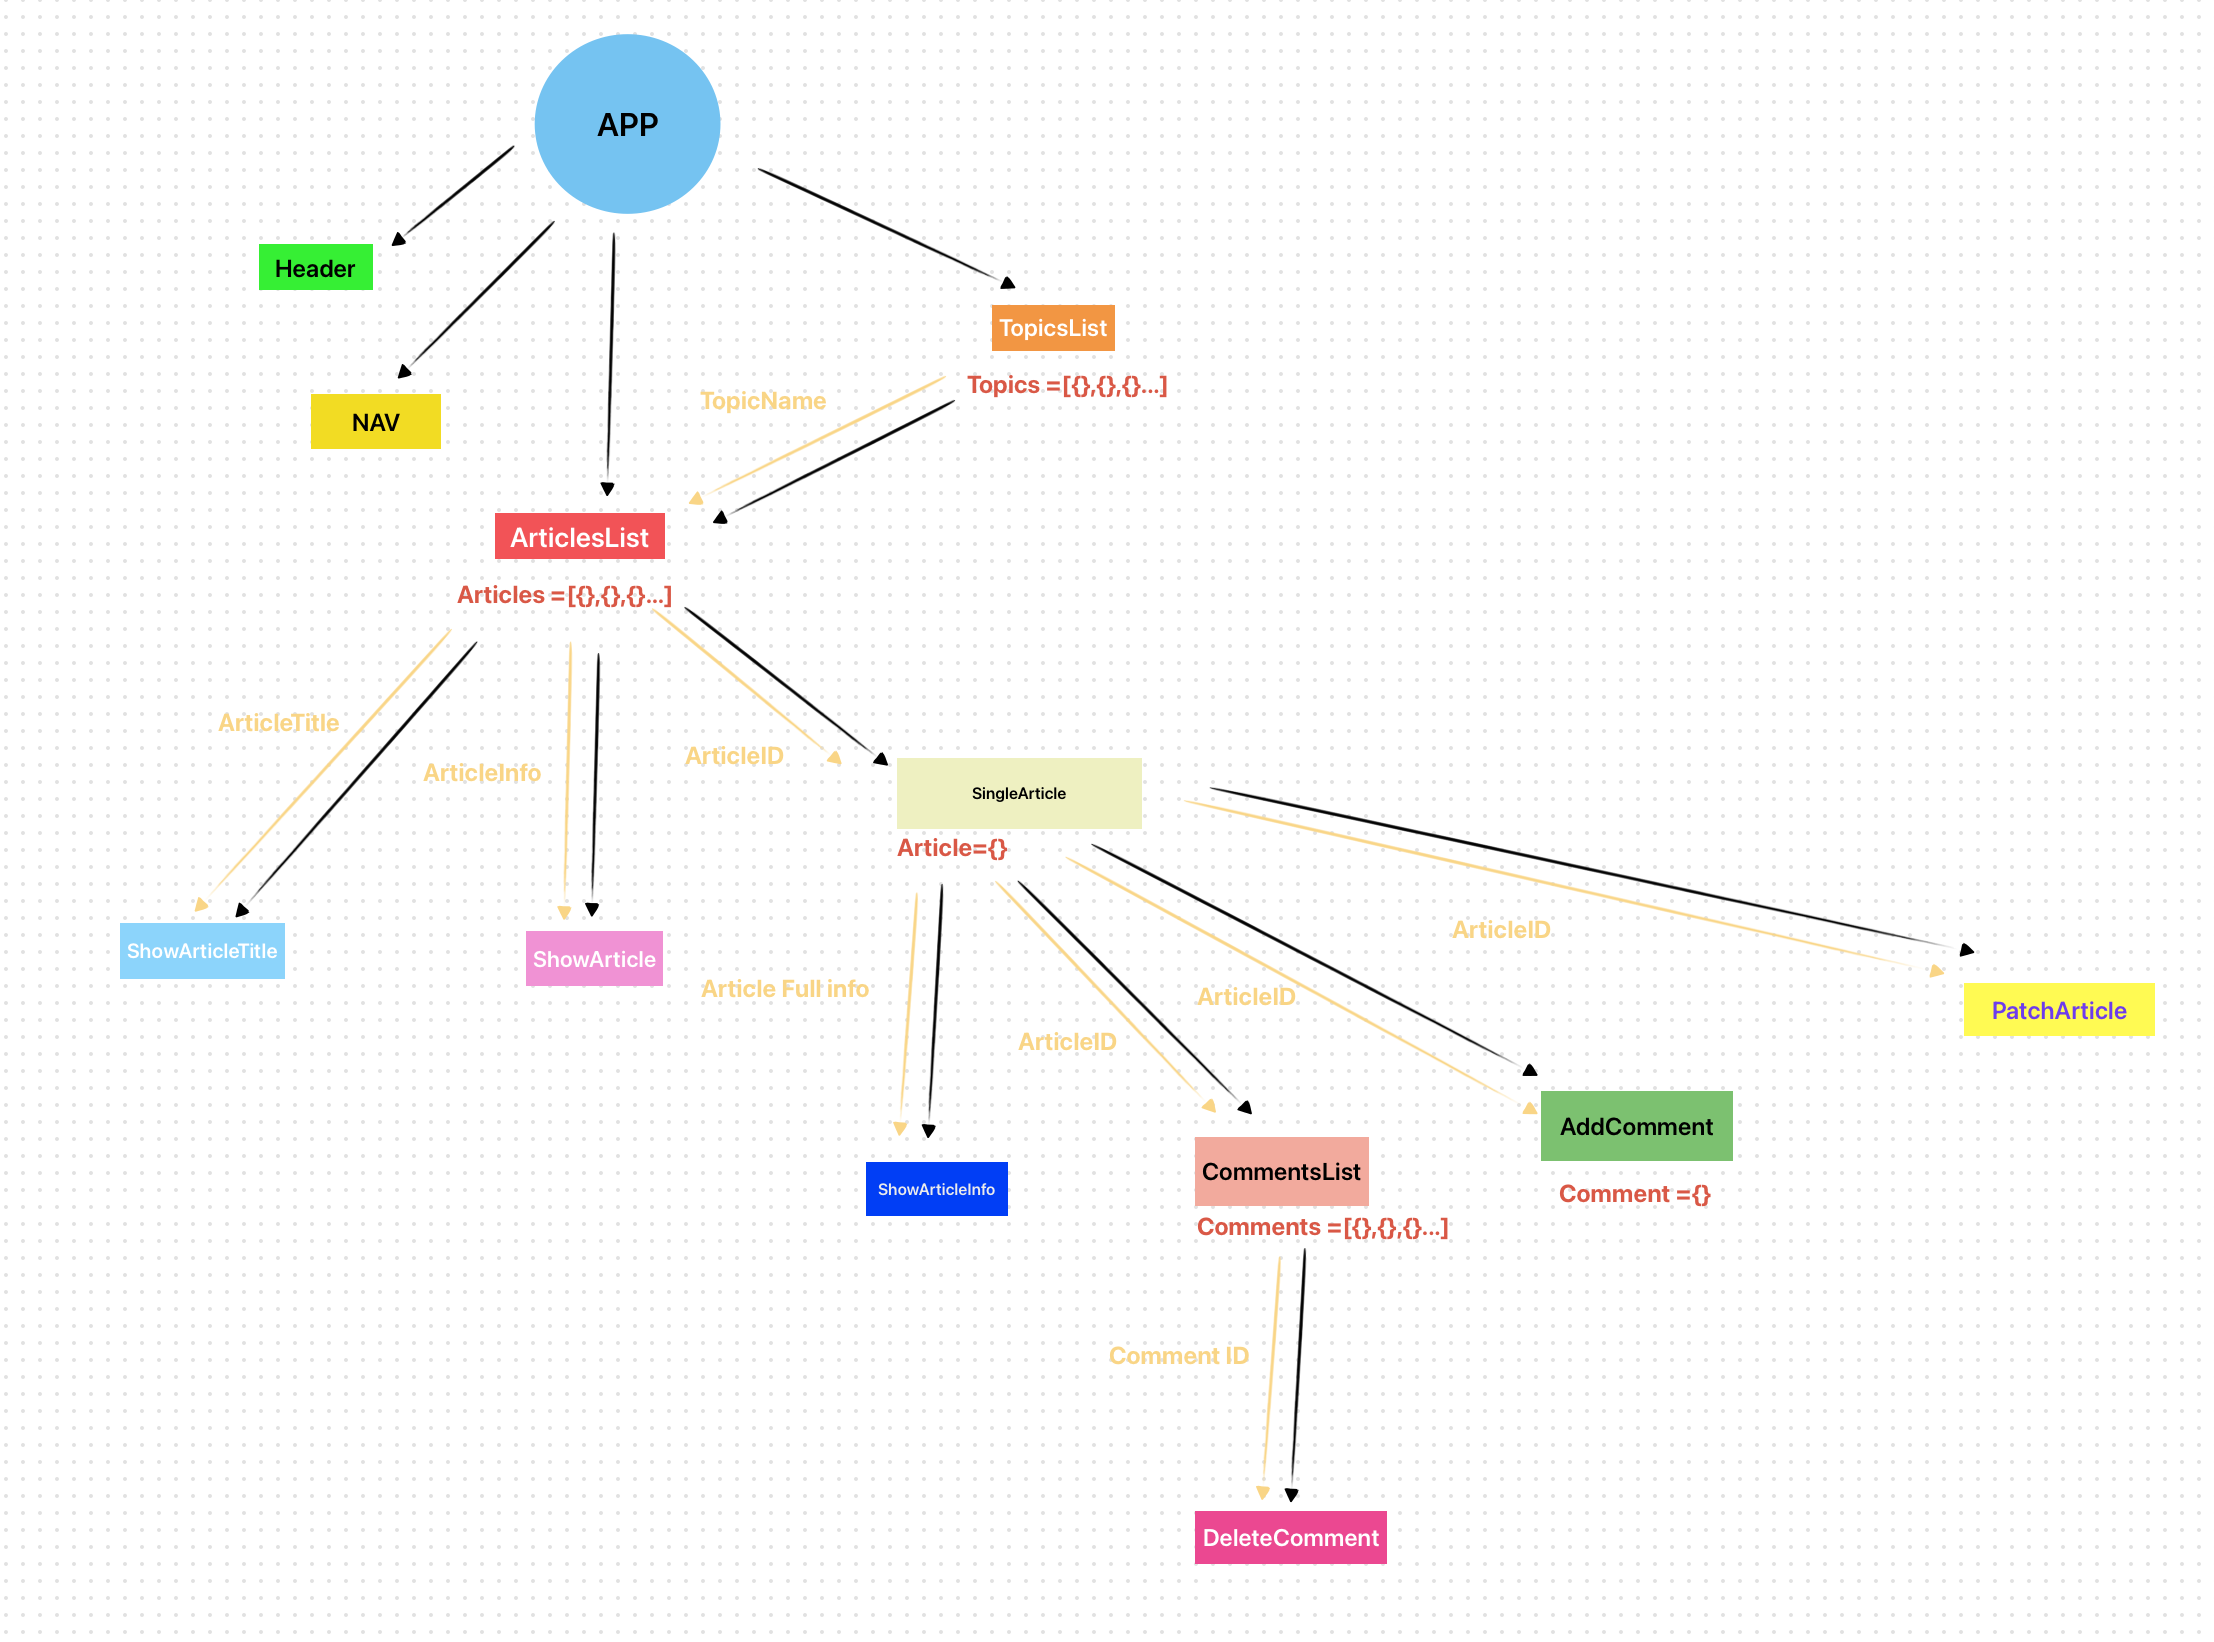 APP
Header
TopicsList
Topics =[{},{},{}...]
TopicName
NAV
ArticlesList
Articles =[{},{},{}...]
ArticleTitle
ArticleInfo
ArticleID
SingleArticle
Article={}
ArticleID
ShowArticleTitle
ShowArticle
Article Full info
ArticleID
PatchArticle
ArticleID
AddComment
CommentsList
ShowArticleInfo
Comment ={}
Comments =[{},{},{}...]
Comment ID
DeleteComment